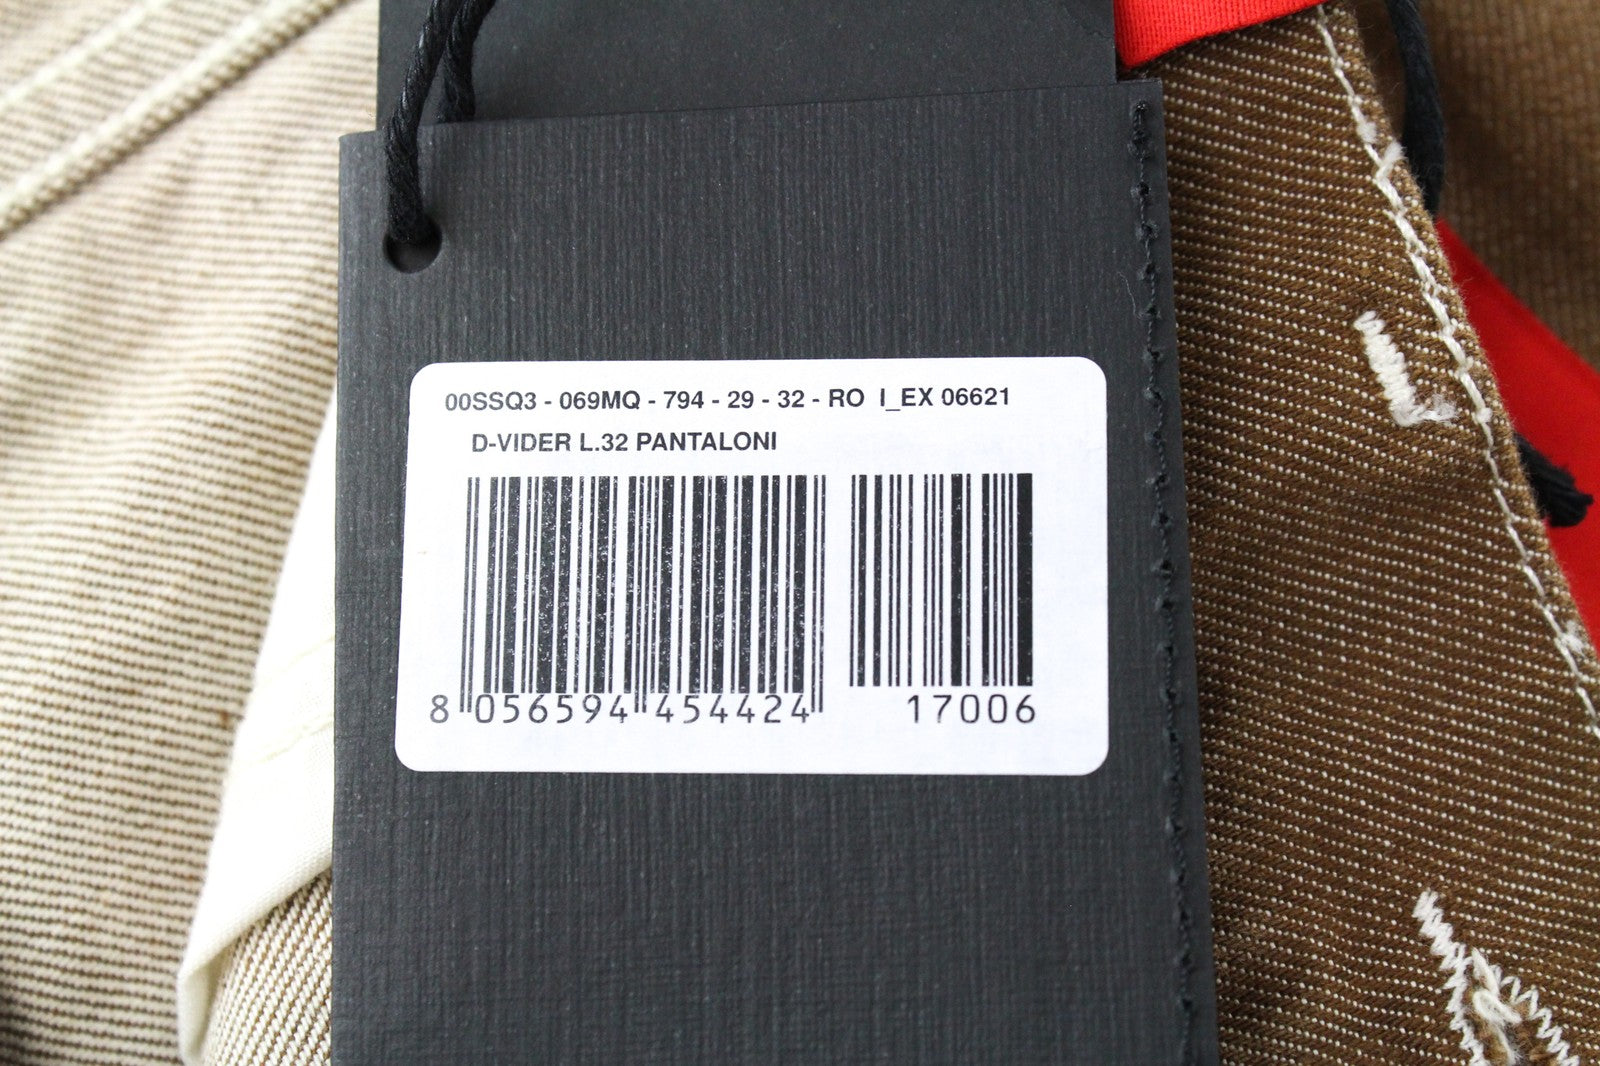 00SSQ3 - 069MQ - 794 - 29 - 32 - RO I_EX 06621
D-VIDER L.32 PANTALONI
8 056594 454424 17006